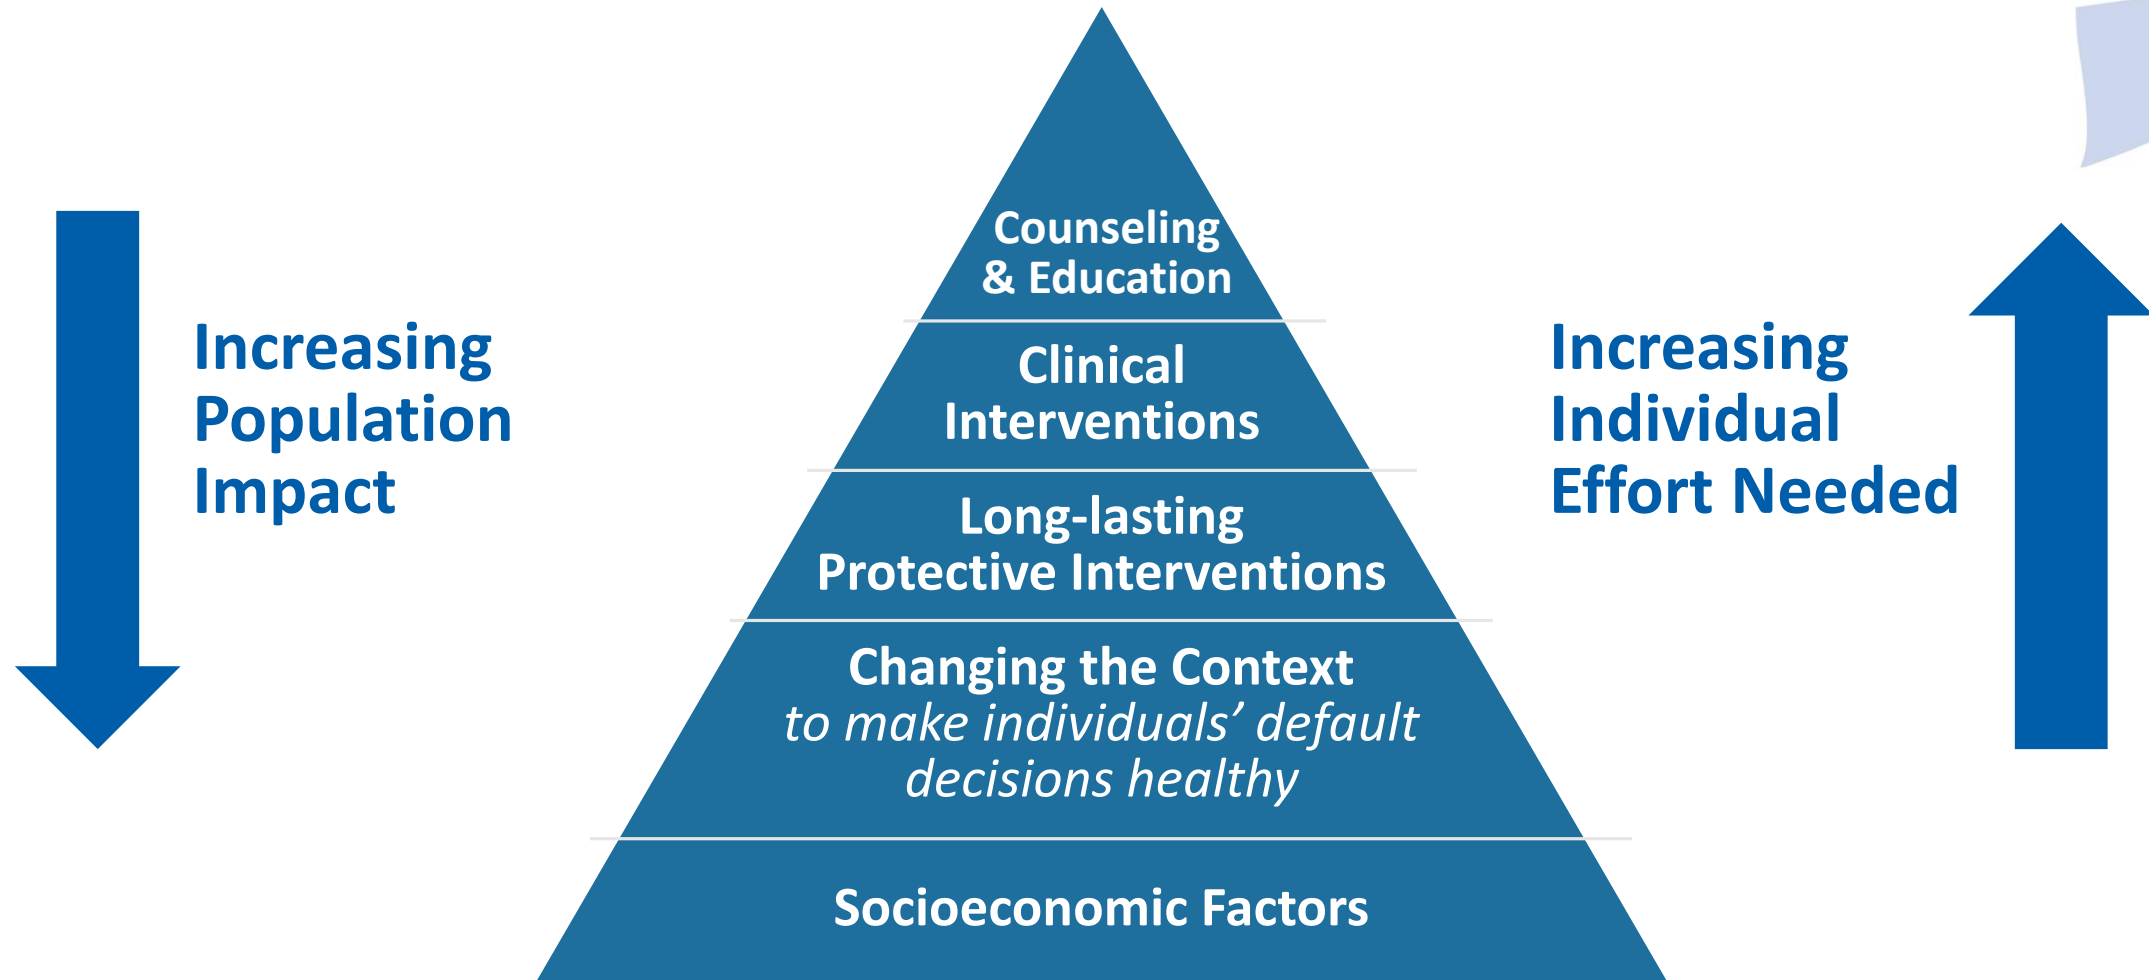 Counseling
& Education
Clinical
Interventions
Long-lasting
Protective Interventions
Changing the Context
to make individuals’ default
decisions healthy
Socioeconomic Factors
Increasing
Population
Impact
Increasing
Individual
Effort Needed